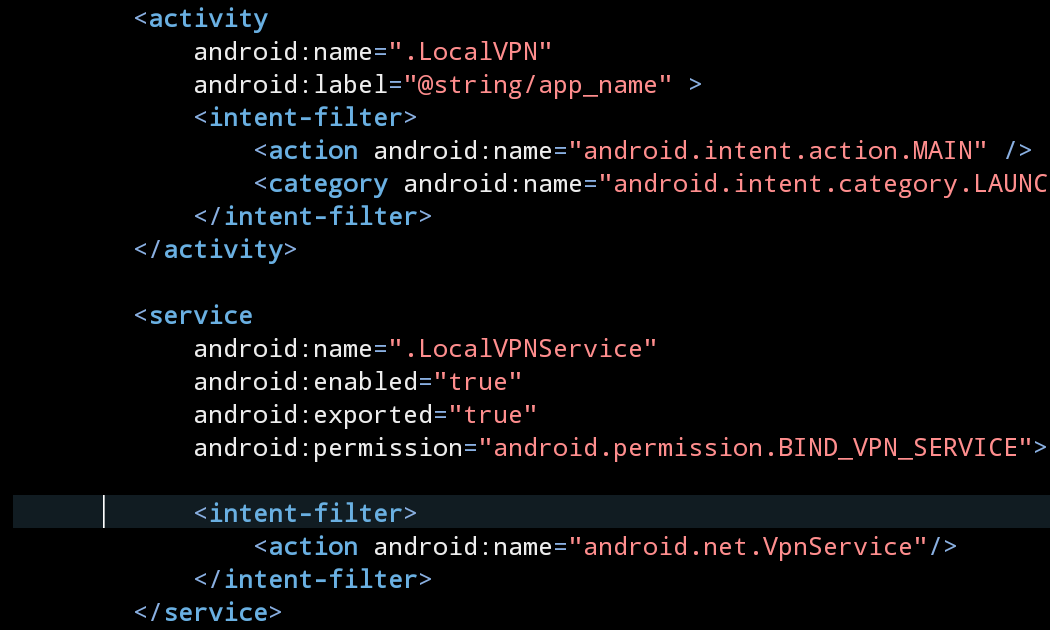 <activity
android:name=".LocalVPN"
android:label="@string/app_name" >
<intent-filter>
<action android:name="android.intent.action.MAIN" />
<category android:name="android.intent.category.LAUNC
</intent-filter>
</activity>
<service
android:name=".LocalVPNService"
android:enabled="true"
android:exported="true"
android:permission="android.permission.BIND_VPN_SERVICE">
<intent-filter>
<action android:name="android.net.VpnService"/>
</intent-filter>
</service>